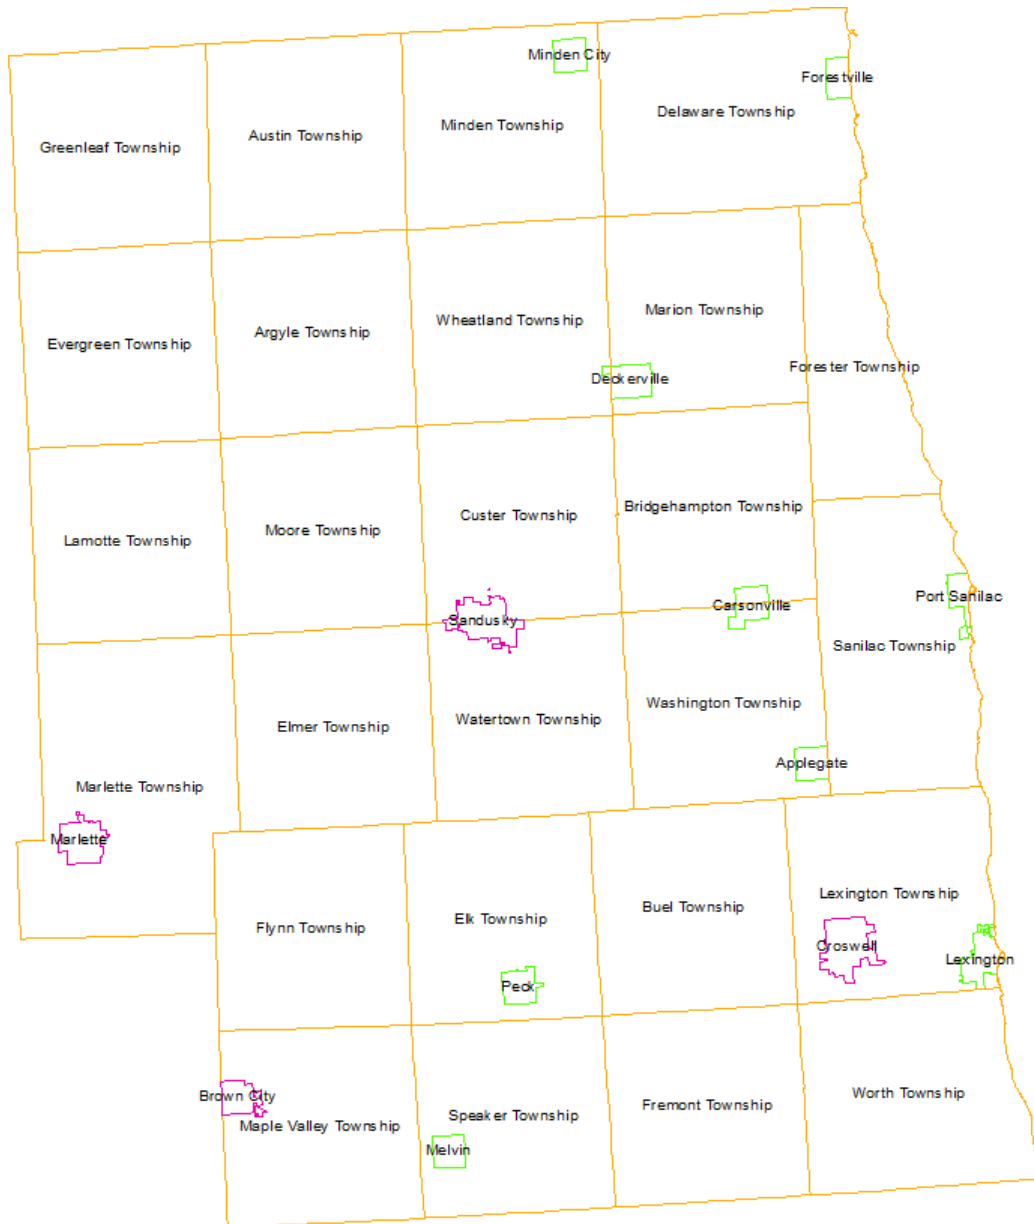 Minden City
Forestville
Delaware Township
Minden Township
Austin Township
Greenleaf Township
Marion Township
Wheatland Township
Argyle Township
Evergreen Township
Forester Township
Deckerville
Bridgehampton Township
Custer Township
Moore Township
Lamotte Township
Port Sanilac
Carsonville
Sandusky
Sanilac Township
Washington Township
Watertown Township
Elmer Township
Applegate
Marlette Township
Marlette
Lexington Township
Buel Township
Elk Township
Flynn Township
Croswell
Lexington
Peck
Worth Township
Brown City
Fremont Township
Speaker Township
Maple Valley Township
Melvin